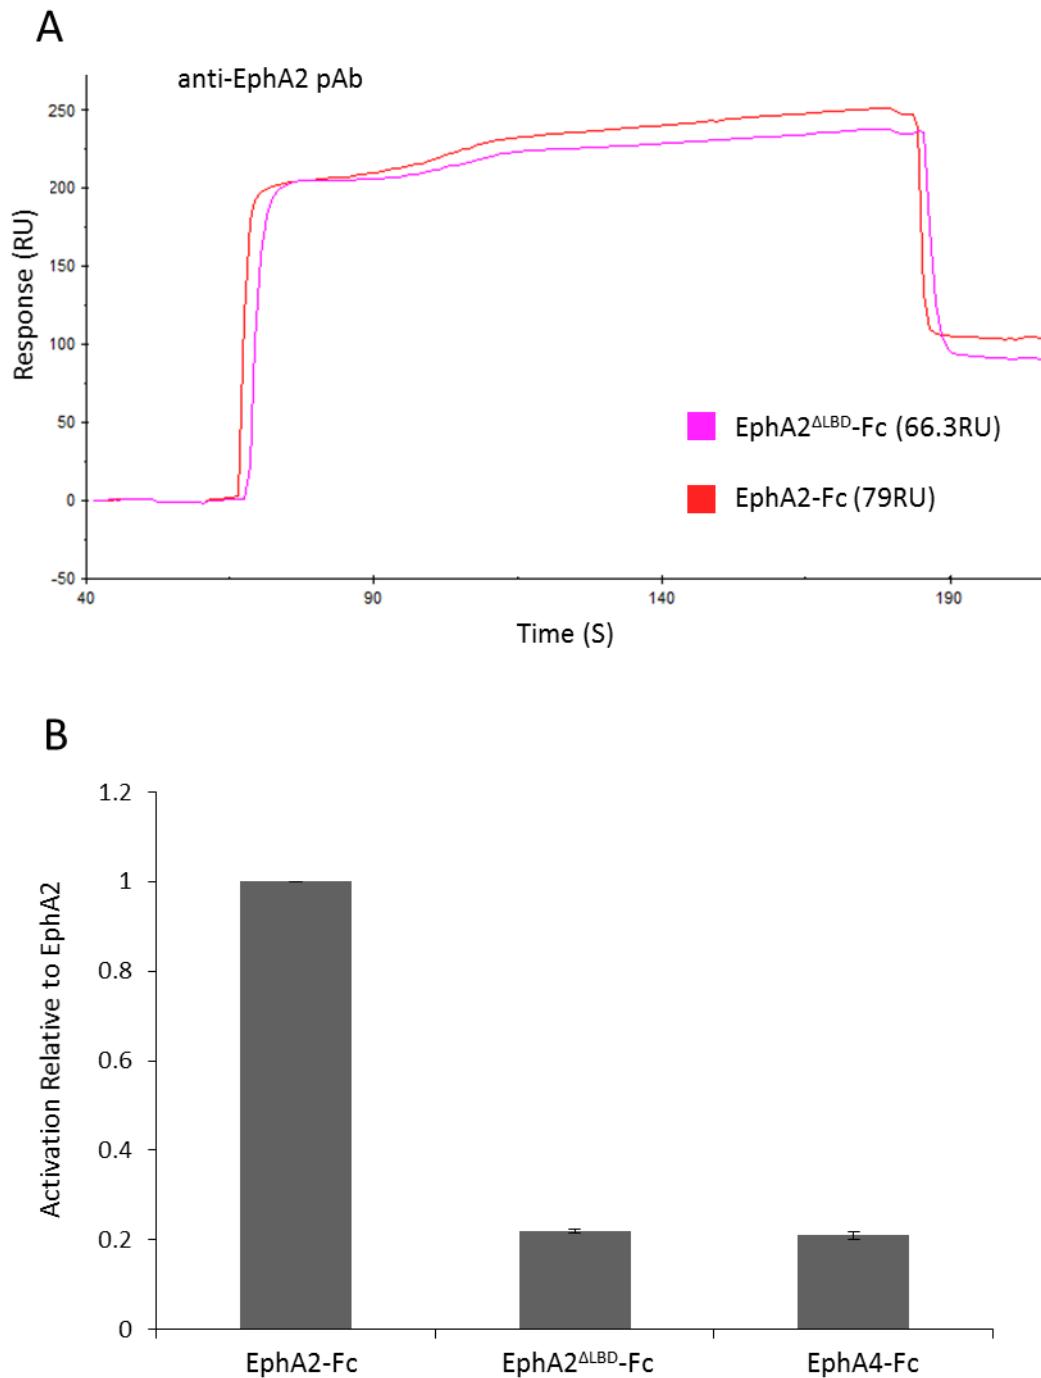 A
anti-EphA2 pAb
Response (RU)
250
200
150
100
50
0
-50
40
90
140
190
Time (S)
EphA2ΔLBD-Fc (66.3RU)
EphA2-Fc (79RU)
B
Activation Relative to EphA2
1.2
1
0.8
0.6
0.4
0.2
0
EphA2-Fc
EphA2ΔLBD-Fc
EphA4-Fc